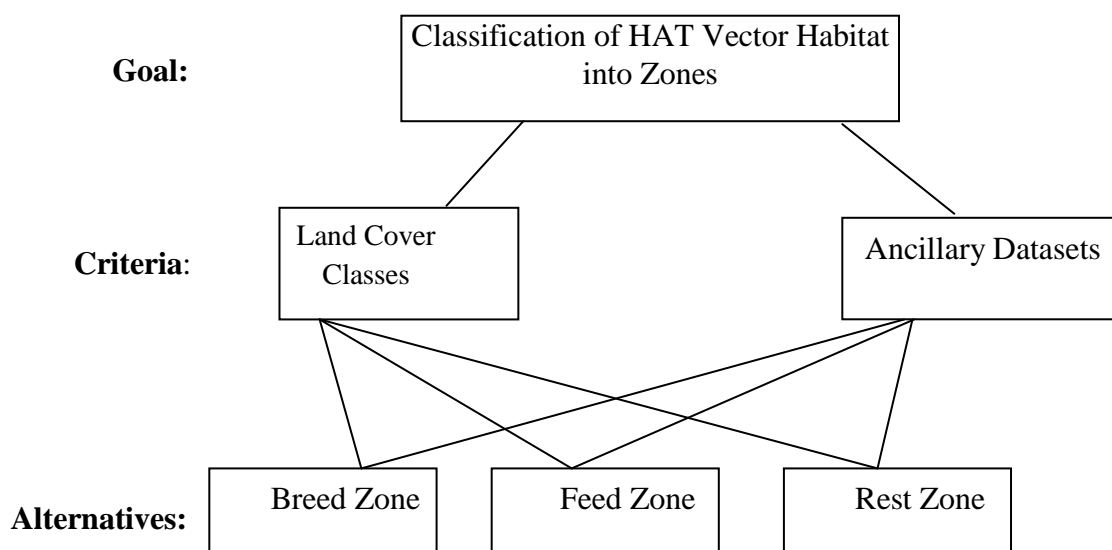 Classification of HAT Vector Habitat
into Zones
Goal:
Land Cover
Classes
Ancillary Datasets
Criteria:
Breed Zone
Feed Zone
Rest Zone
Alternatives: